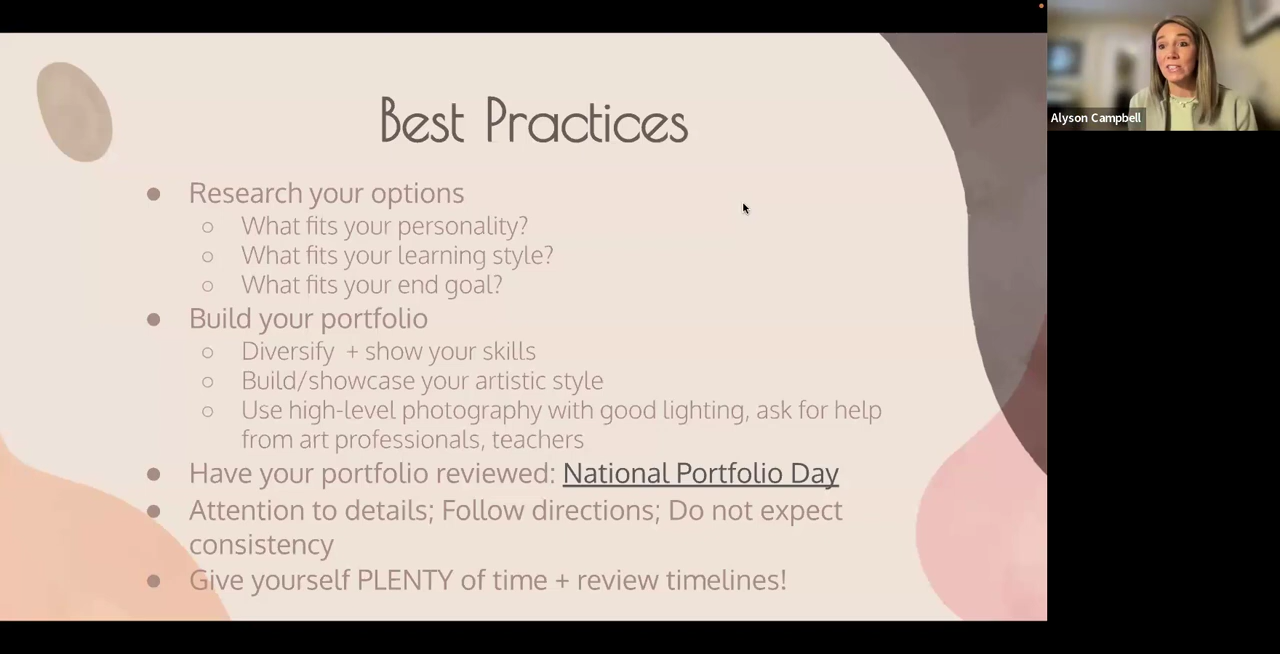 Best Practices
● Research your options
○ What fits your personality?
○ What fits your learning style?
○ What fits your end goal?
● Build your portfolio
○ Diversify + show your skills
○ Build/showcase your artistic style
○ Use high-level photography with good lighting, ask for help
from art professionals, teachers
● Have your portfolio reviewed: National Portfolio Day
● Attention to details; Follow directions; Do not expect
consistency
● Give yourself PLENTY of time + review timelines!
Alyson Campbell